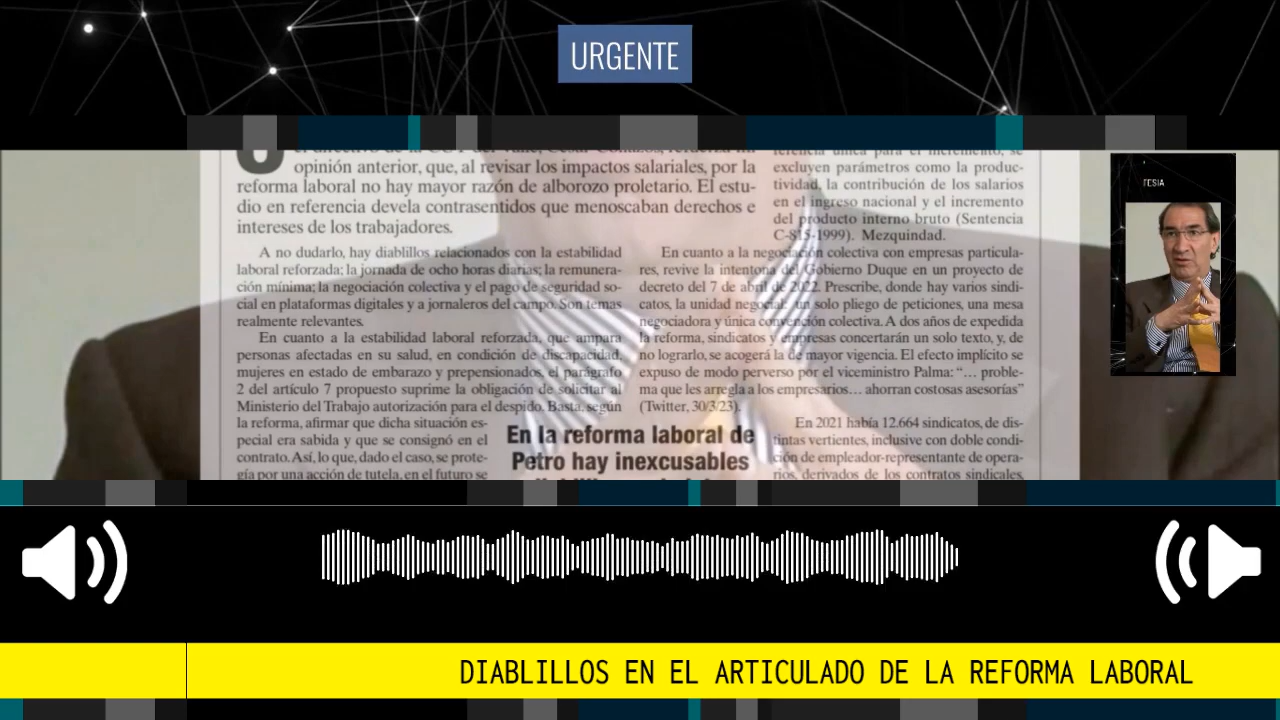 URGENTE
opinión anterior, que, al revisar los impactos salariales, por la
reforma laboral no hay mayor razón de alborozo proletario. El estu-
dio en referencia devela contrasentidos que menoscaban derechos e
intereses de los trabajadores.
A no dudarlo, hay diablillos relacionados con la estabilidad
laboral reforzada; la jornada de ocho horas diarias; la remunera-
ción mínima; la negociación colectiva y el pago de seguridad so-
cial en plataformas digitales y a jornaleros del campo. Son temas
realmente relevantes.
En cuanto a la estabilidad laboral reforzada, que ampara
personas afectadas en su salud, en condición de discapacidad,
mujeres en estado de embarazo y prepensionados, el parágrafo
2 del artículo 7 propuesto suprime la obligación de solicitar al
Ministerio del Trabajo autorización para el despido. Basta, según
la reforma, afirmar que dicha situación es-
pecial era sabida y que se consignó en el
contrato. Así, lo que, dado el caso, se prote-
gía por una acción de tutela, en el futuro se
En la reforma laboral de
Petro hay inexcusables
excluyen parámetros como la produc-
tividad, la contribución de los salarios
en el ingreso nacional y el incremento
del producto interno bruto (Sentencia
C-815-1999). Mezquindad.
En cuanto a la negociación colectiva con empresas particula-
res, revive la intentona del Gobierno Duque en un proyecto de
decreto del 7 de abril de 2022. Prescribe, donde hay varios sindi-
catos, la unidad negocial: un solo pliego de peticiones, una mesa
negociadora y única convención colectiva. A dos años de expedida
la reforma, sindicatos y empresas concertarán un solo texto, y, de
no lograrlo, se acogerá la de mayor vigencia. El efecto implícito se
expuso de modo perverso por el viceministro Palma: “… proble-
ma que les arregla a los empresarios… ahorran costosas asesorías”
(Twitter, 30/3/23).
En 2021 había 12.664 sindicatos, de dis-
tintas vertientes, inclusive con doble condi-
ción de empleador-representante de opera-
rios, derivados de los contratos sindicales,
DIABLILLOS EN EL ARTICULADO DE LA REFORMA LABORAL